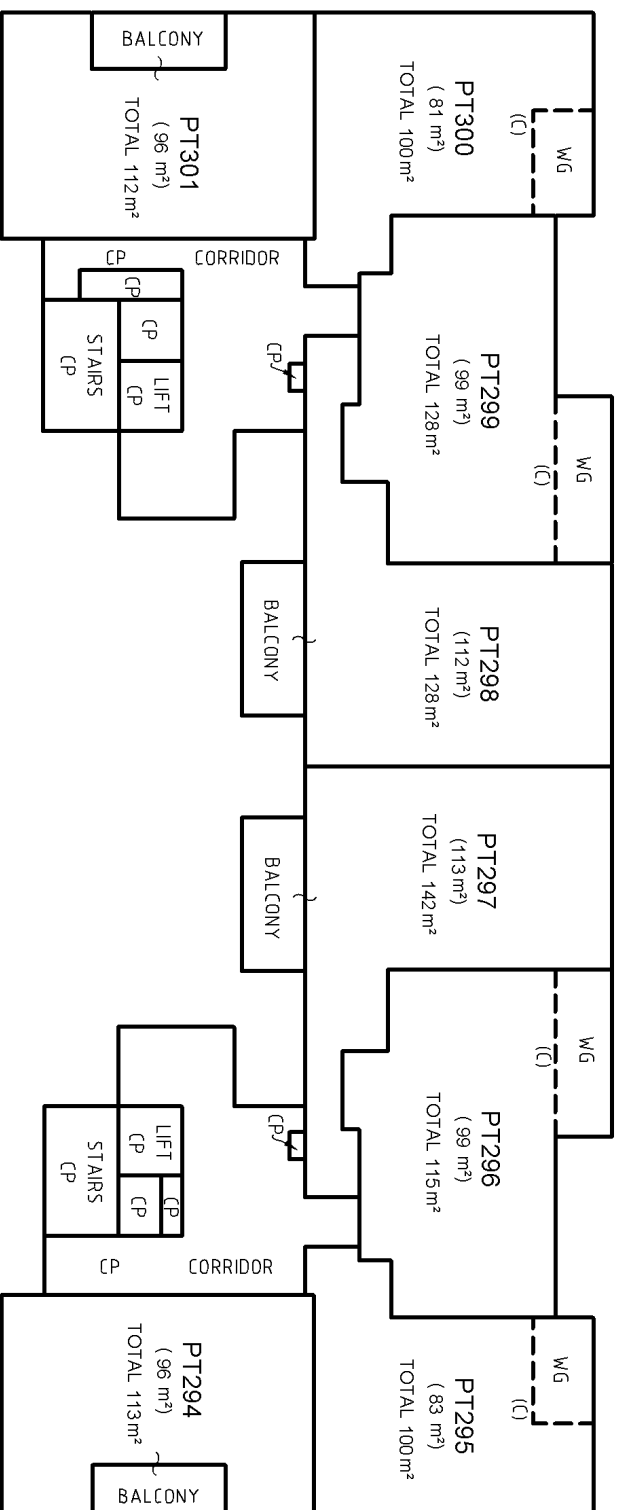 BALCONY
PT301
( 96 m²)
TOTAL 112m²
PT300
( 81 m²)
TOTAL 100m²
WG
(C)
CP
CORRIDOR
CP
CP
LIFT
CP
STAIRS
CP
CP
PT299
( 99 m²)
TOTAL 128m²
WG
(C)
BALCONY
PT298
(112 m²)
TOTAL 128m²
BALCONY
PT297
(113 m²)
TOTAL 142m²
WG
(C)
PT296
( 99 m²)
TOTAL 115m²
CP
LIFT
CP
STAIRS
CP
CP
CP
CP
CORRIDOR
WG
(C)
PT295
( 83 m²)
TOTAL 100m²
PT294
( 96 m²)
TOTAL 113m²
BALCONY